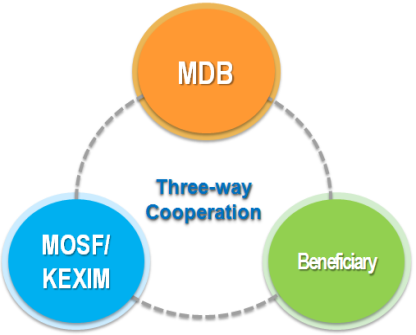 MDB
Three-way
Cooperation
MOSF/
KEXIM
Beneficiary